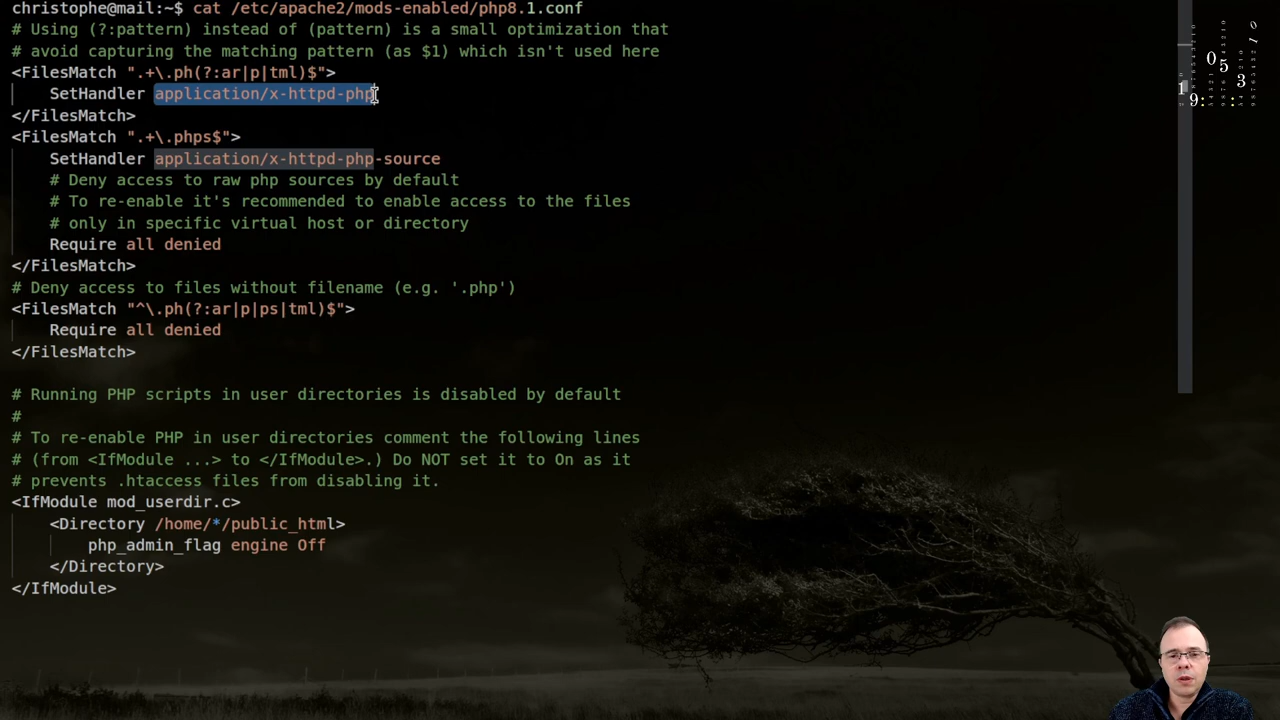 christophe@mail:~$ cat /etc/apache2/mods-enabled/php8.1.conf
# Using (?:pattern) instead of (pattern) is a small optimization that
# avoid capturing the matching pattern (as $1) which isn't used here
<FilesMatch ".+\.ph(?:ar|p|tml)$">
    SetHandler application/x-httpd-php
</FilesMatch>
<FilesMatch ".+\.phps$">
    SetHandler application/x-httpd-php-source
    # Deny access to raw php sources by default
    # To re-enable it's recommended to enable access to the files
    # only in specific virtual host or directory
    Require all denied
</FilesMatch>
# Deny access to files without filename (e.g. '.php')
<FilesMatch "^\.ph(?:ar|p|ps|tml)$">
    Require all denied
</FilesMatch>

# Running PHP scripts in user directories is disabled by default
#
# To re-enable PHP in user directories comment the following lines
# (from <IfModule ...> to </IfModule>.) Do NOT set it to On as it
# prevents .htaccess files from disabling it.
<IfModule mod_userdir.c>
    <Directory /home/*/public_html>
        php_admin_flag engine Off
    </Directory>
</IfModule>